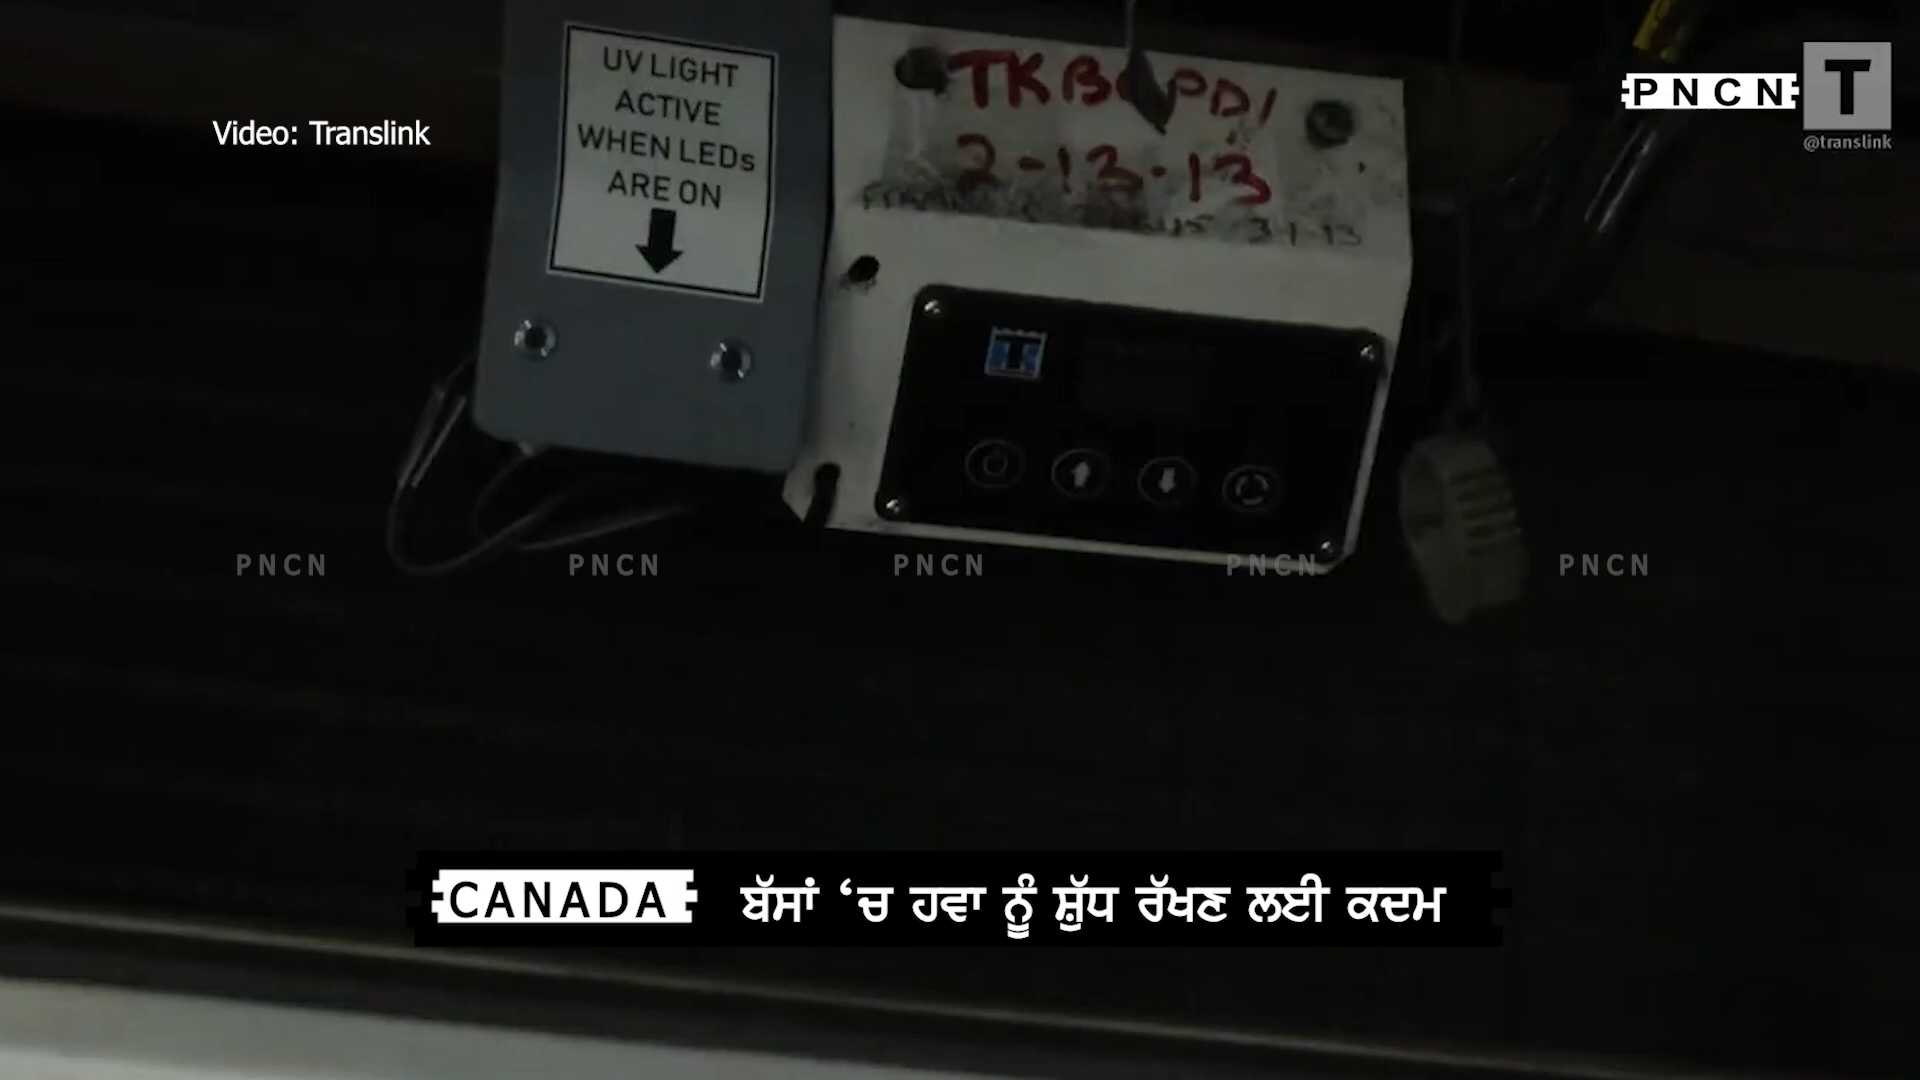 UV LIGHT
ACTIVE
WHEN LEDs
ARE ON
2-13-13
Video: Translink
PNCN
T
@translink
PNCN PNCN PNCN PNCN PNCN
CANADA ਬੱਸਾਂ ‘ਚ ਹਵਾ ਨੂੰ ਸ਼ੁੱਧ ਰੱਖਣ ਲਈ ਕਦਮ